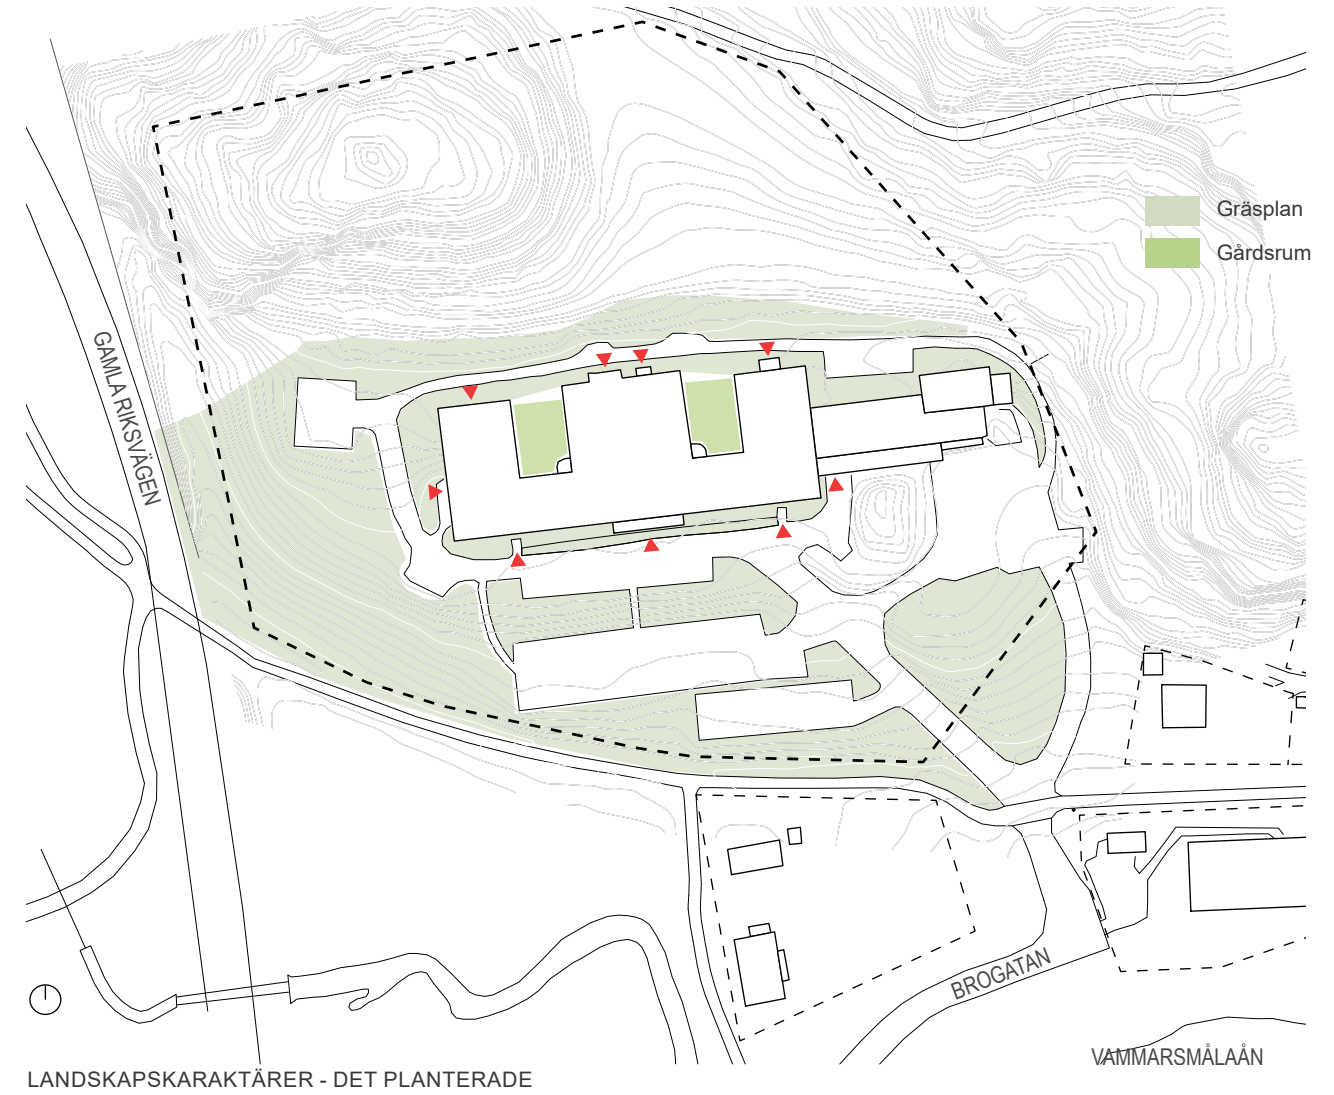 Gräsplan
Gårdsrum
GAMLA RIKSVÄGEN
BROGATAN
VAMMARSMÅLAÅN
LANDSKAPSKARAKTÄRER - DET PLANTERADE